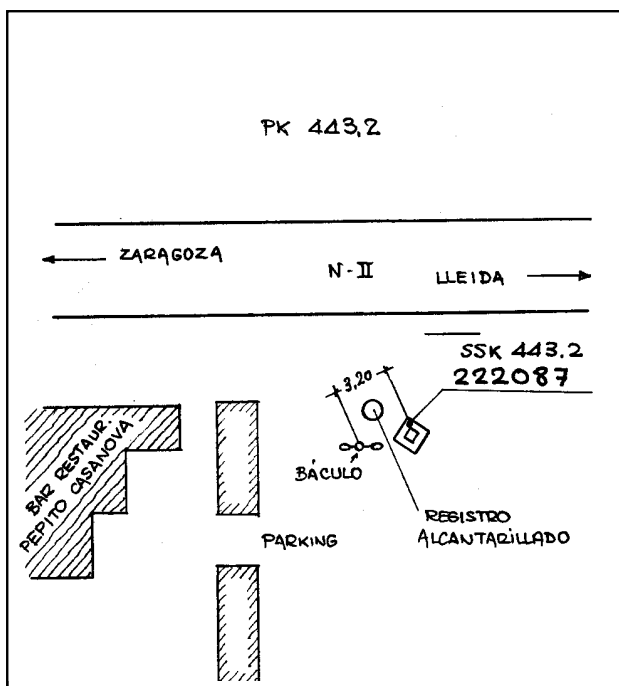 PK 443,2
ZARAGOZA
N-II
LLEIDA
SSK 443.2
222087
3,20
BAR RESTAUR.
PEPITO CASANOVA
BÁCULO
PARKING
REGISTRO
ALCANTARILLADO